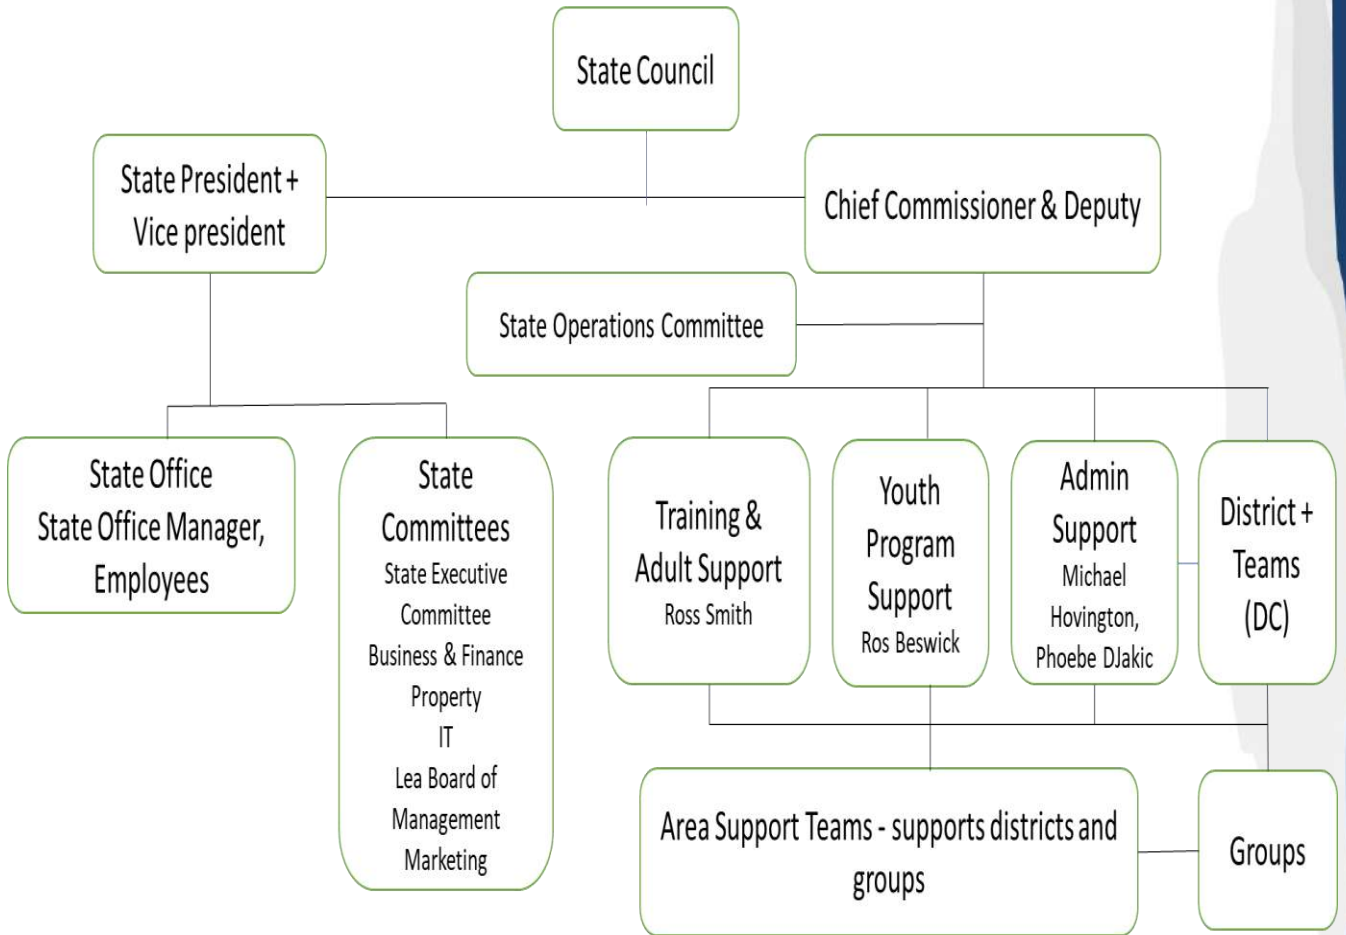 State Council
State President +
Vice president
Chief Commissioner & Deputy
State Operations Committee
State Office
State Office Manager,
Employees
State
Committees
State Executive
Committee
Business & Finance
Property
IT
Lea Board of
Management
Marketing
Training &
Adult Support
Ross Smith
Youth
Program
Support
Ros Beswick
Admin
Support
Michael
Hovington,
Phoebe DJakic
District +
Teams
(DC)
Area Support Teams - supports districts and
groups
Groups